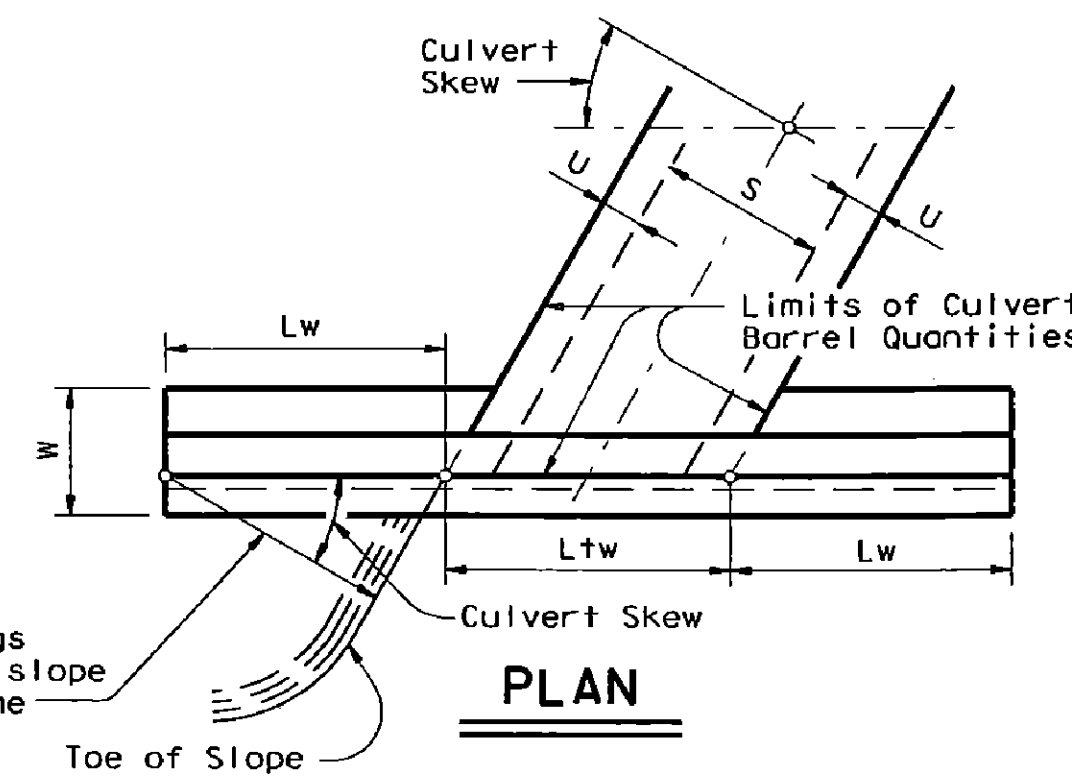 Culvert
Skew
U
S
U
Limits of Culvert
Barrel Quantities
Lw
W
Ltw
Lw
Culvert Skew
slope
Toe of Slope
PLAN